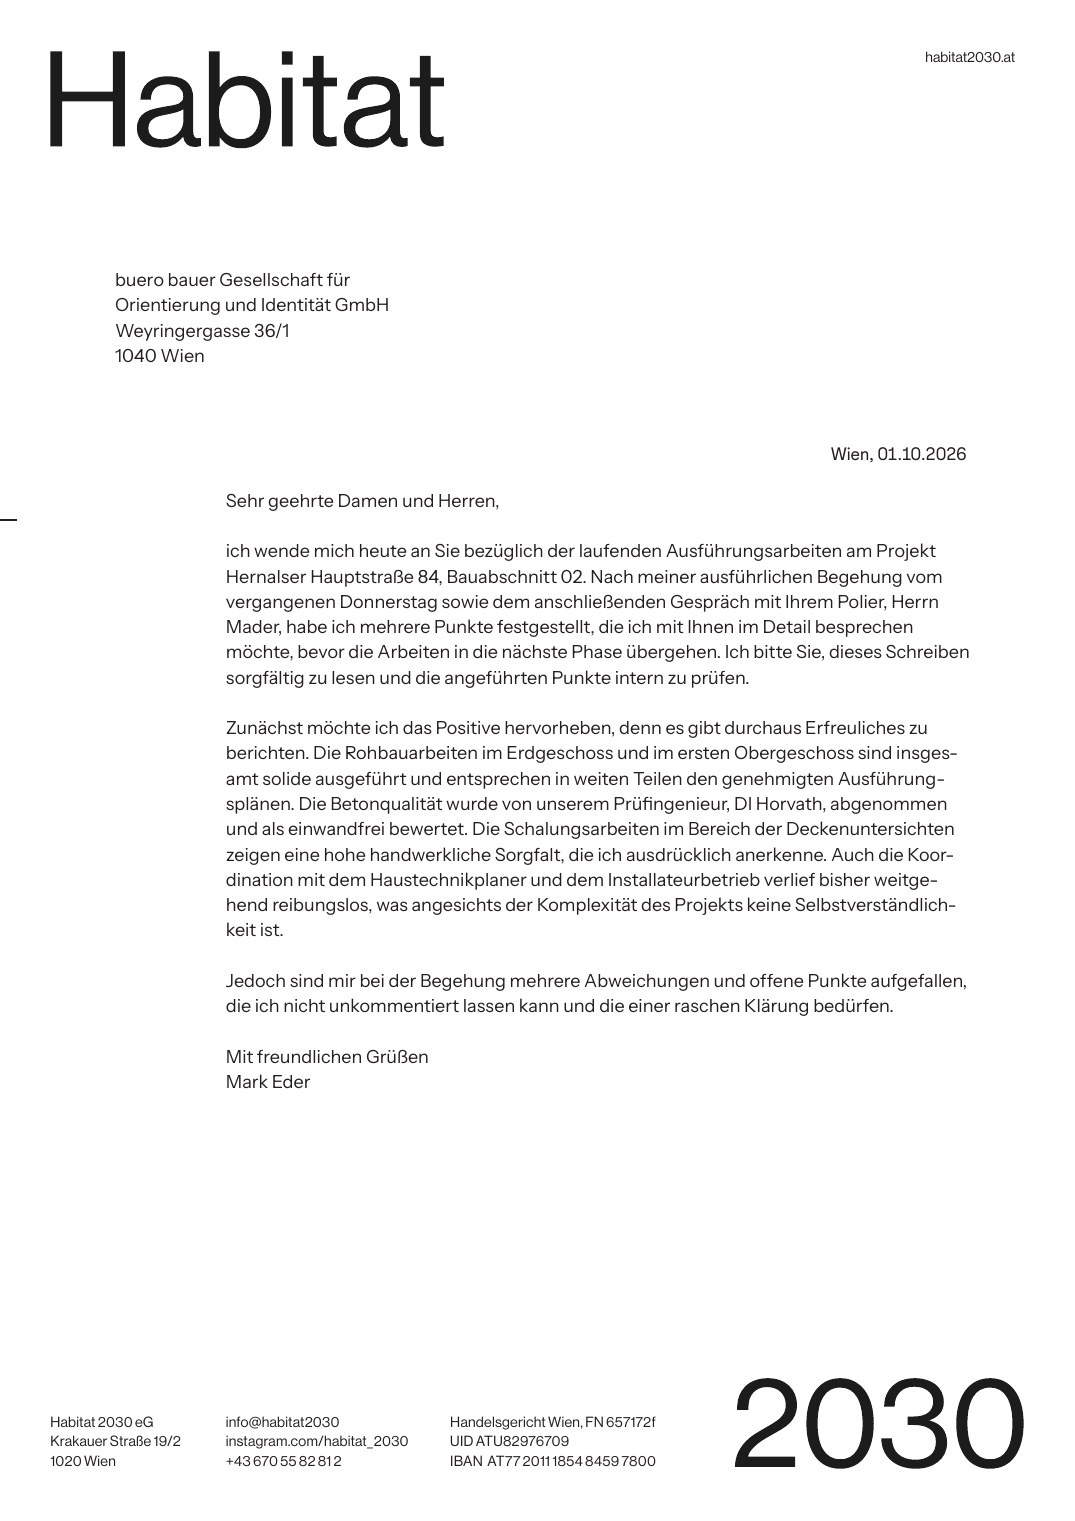 Habitat
habitat2030.at
buero bauer Gesellschaft für
Orientierung und Identität GmbH
Weyringergasse 36/1
1040 Wien
Wien, 01.10.2026
Sehr geehrte Damen und Herren,
ich wende mich heute an Sie bezüglich der laufenden Ausführungsarbeiten am Projekt
Hernalser Hauptstraße 84, Bauabschnitt 02. Nach meiner ausführlichen Begehung vom
vergangenen Donnerstag sowie dem anschließenden Gespräch mit Ihrem Polier, Herrn
Mader, habe ich mehrere Punkte festgestellt, die ich mit Ihnen im Detail besprechen
möchte, bevor die Arbeiten in die nächste Phase übergehen. Ich bitte Sie, dieses Schreiben
sorgfältig zu lesen und die angeführten Punkte intern zu prüfen.
Zunächst möchte ich das Positive hervorheben, denn es gibt durchaus Erfreuliches zu
berichten. Die Rohbauarbeiten im Erdgeschoss und im ersten Obergeschoss sind insges-
amt solide ausgeführt und entsprechen in weiten Teilen den genehmigten Ausführung-
splänen. Die Betonqualität wurde von unserem Prüfingenieur, DI Horvath, abgenommen
und als einwandfrei bewertet. Die Schalungsarbeiten im Bereich der Deckenuntersichten
zeigen eine hohe handwerkliche Sorgfalt, die ich ausdrücklich anerkenne. Auch die Koor-
dination mit dem Haustechnikplaner und dem Installateurbetrieb verlief bisher weitge-
hend reibungslos, was angesichts der Komplexität des Projekts keine Selbstverständlich-
keit ist.
Jedoch sind mir bei der Begehung mehrere Abweichungen und offene Punkte aufgefallen,
die ich nicht unkommentiert lassen kann und die einer raschen Klärung bedürfen.
Mit freundlichen Grüßen
Mark Eder
Habitat 2030 eG
Krakauer Straße 19/2
1020 Wien
info@habitat2030
instagram.com/habitat_2030
+43 670 55 82 81 2
Handelsgericht Wien, FN 657172f
UID ATU82976709
IBAN AT77 2011 1854 8459 7800
2030